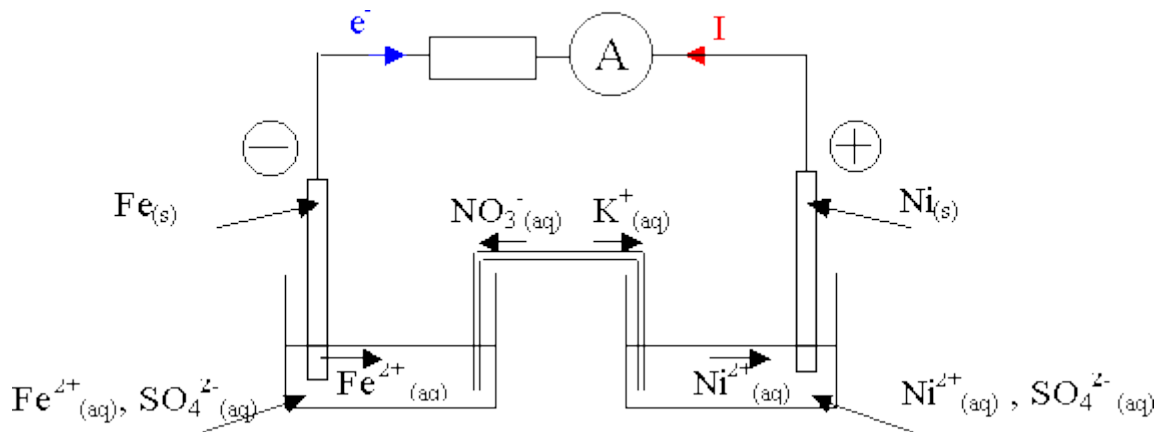 e⁻
I
A
−
+
Fe(s)
NO₃⁻(aq)
K⁺(aq)
Ni(s)
Fe²⁺(aq)
Ni²⁺(aq)
Fe²⁺(aq), SO₄²⁻(aq)
Ni²⁺(aq) , SO₄²⁻(aq)